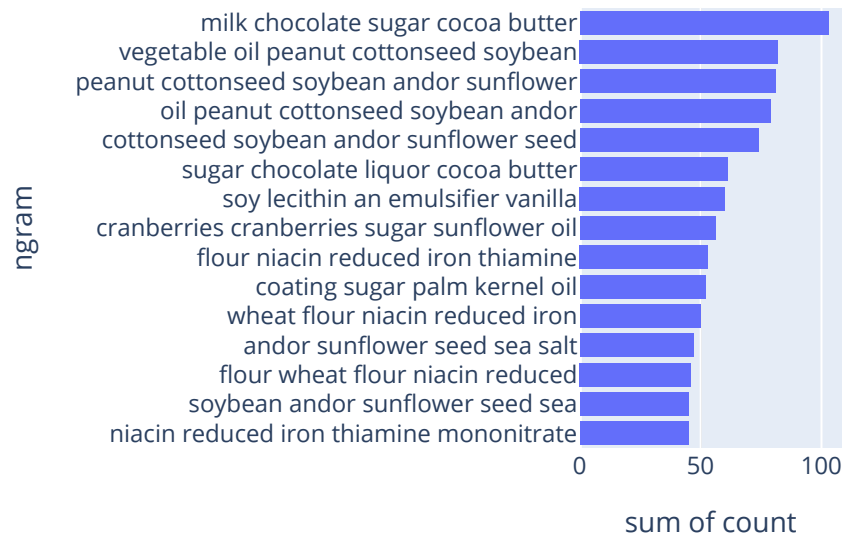 milk chocolate sugar cocoa butter
vegetable oil peanut cottonseed soybean
peanut cottonseed soybean andor sunflower
oil peanut cottonseed soybean andor
cottonseed soybean andor sunflower seed
sugar chocolate liquor cocoa butter
soy lecithin an emulsifier vanilla
cranberries cranberries sugar sunflower oil
flour niacin reduced iron thiamine
coating sugar palm kernel oil
wheat flour niacin reduced iron
andor sunflower seed sea salt
flour wheat flour niacin reduced
soybean andor sunflower seed sea
niacin reduced iron thiamine mononitrate
ngram
0 50 100
sum of count